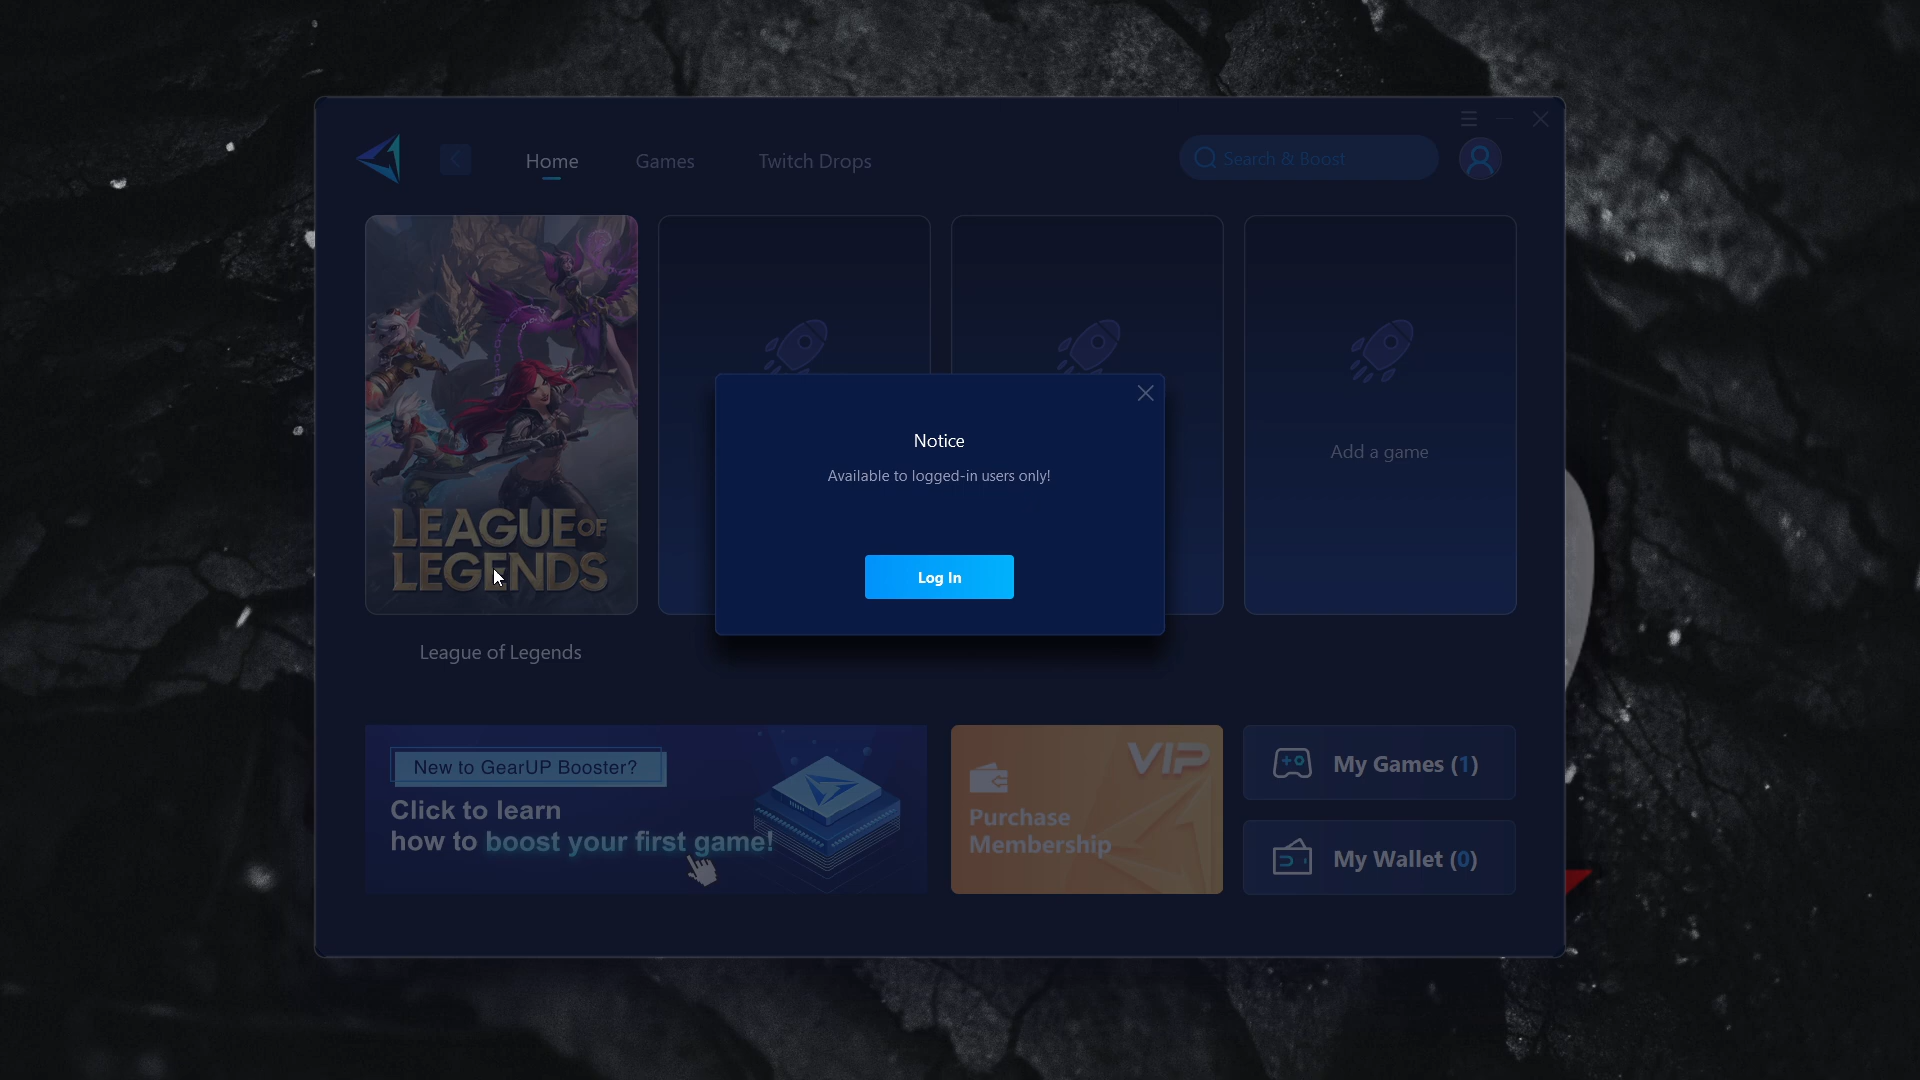 Home
Games
Twitch Drops
Search & Boost
LEAGUE OF
LEGENDS
League of Legends
Notice
Available to logged-in users only!
Log In
Add a game
New to GearUP Booster?
Click to learn
how to boost your first game!
VIP
Purchase
Membership
My Games (1)
My Wallet (0)